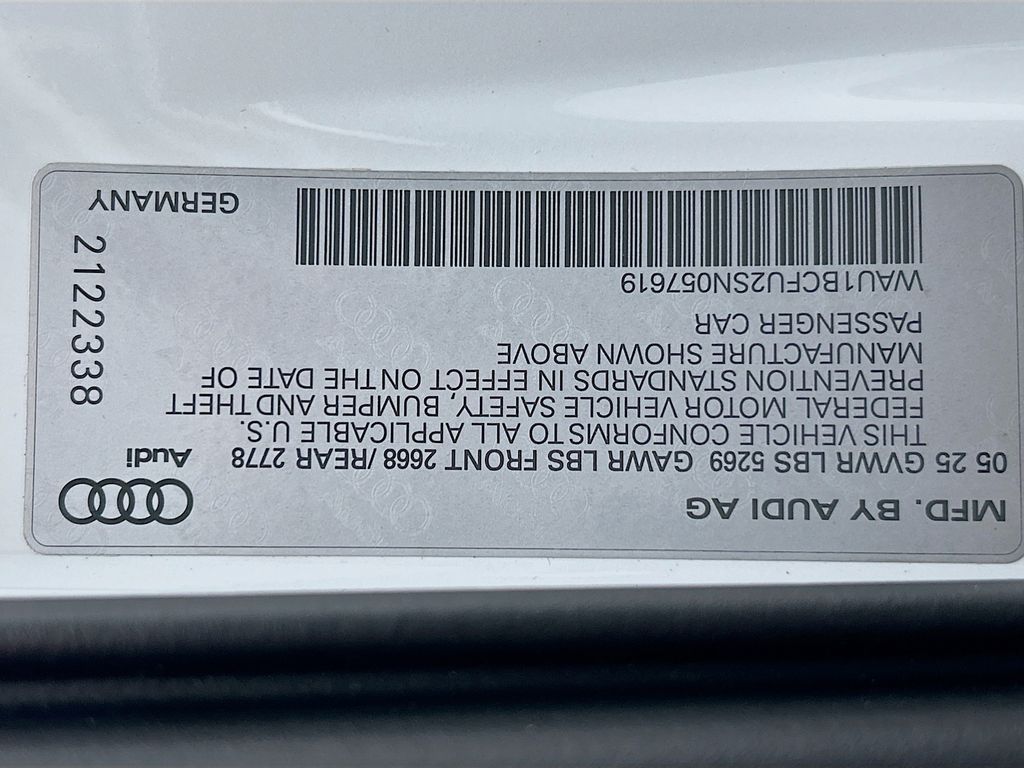 MFD. BY AUDI AG
Audi
05 25 GVWR LBS 5269 GAWR LBS FRONT 2668 /REAR 2778
THIS VEHICLE CONFORMS TO ALL APPLICABLE U.S.
FEDERAL MOTOR VEHICLE SAFETY, BUMPER AND THEFT
PREVENTION STANDARDS IN EFFECT ON THE DATE OF
MANUFACTURE SHOWN ABOVE
PASSENGER CAR
WAU1BCFU2SN057619
2122338
GERMANY